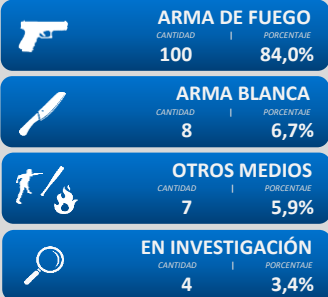 ARMA DE FUEGO
CANTIDAD | PORCENTAJE
100 84,0%
ARMA BLANCA
CANTIDAD | PORCENTAJE
8 6,7%
OTROS MEDIOS
CANTIDAD | PORCENTAJE
7 5,9%
EN INVESTIGACIÓN
CANTIDAD | PORCENTAJE
4 3,4%